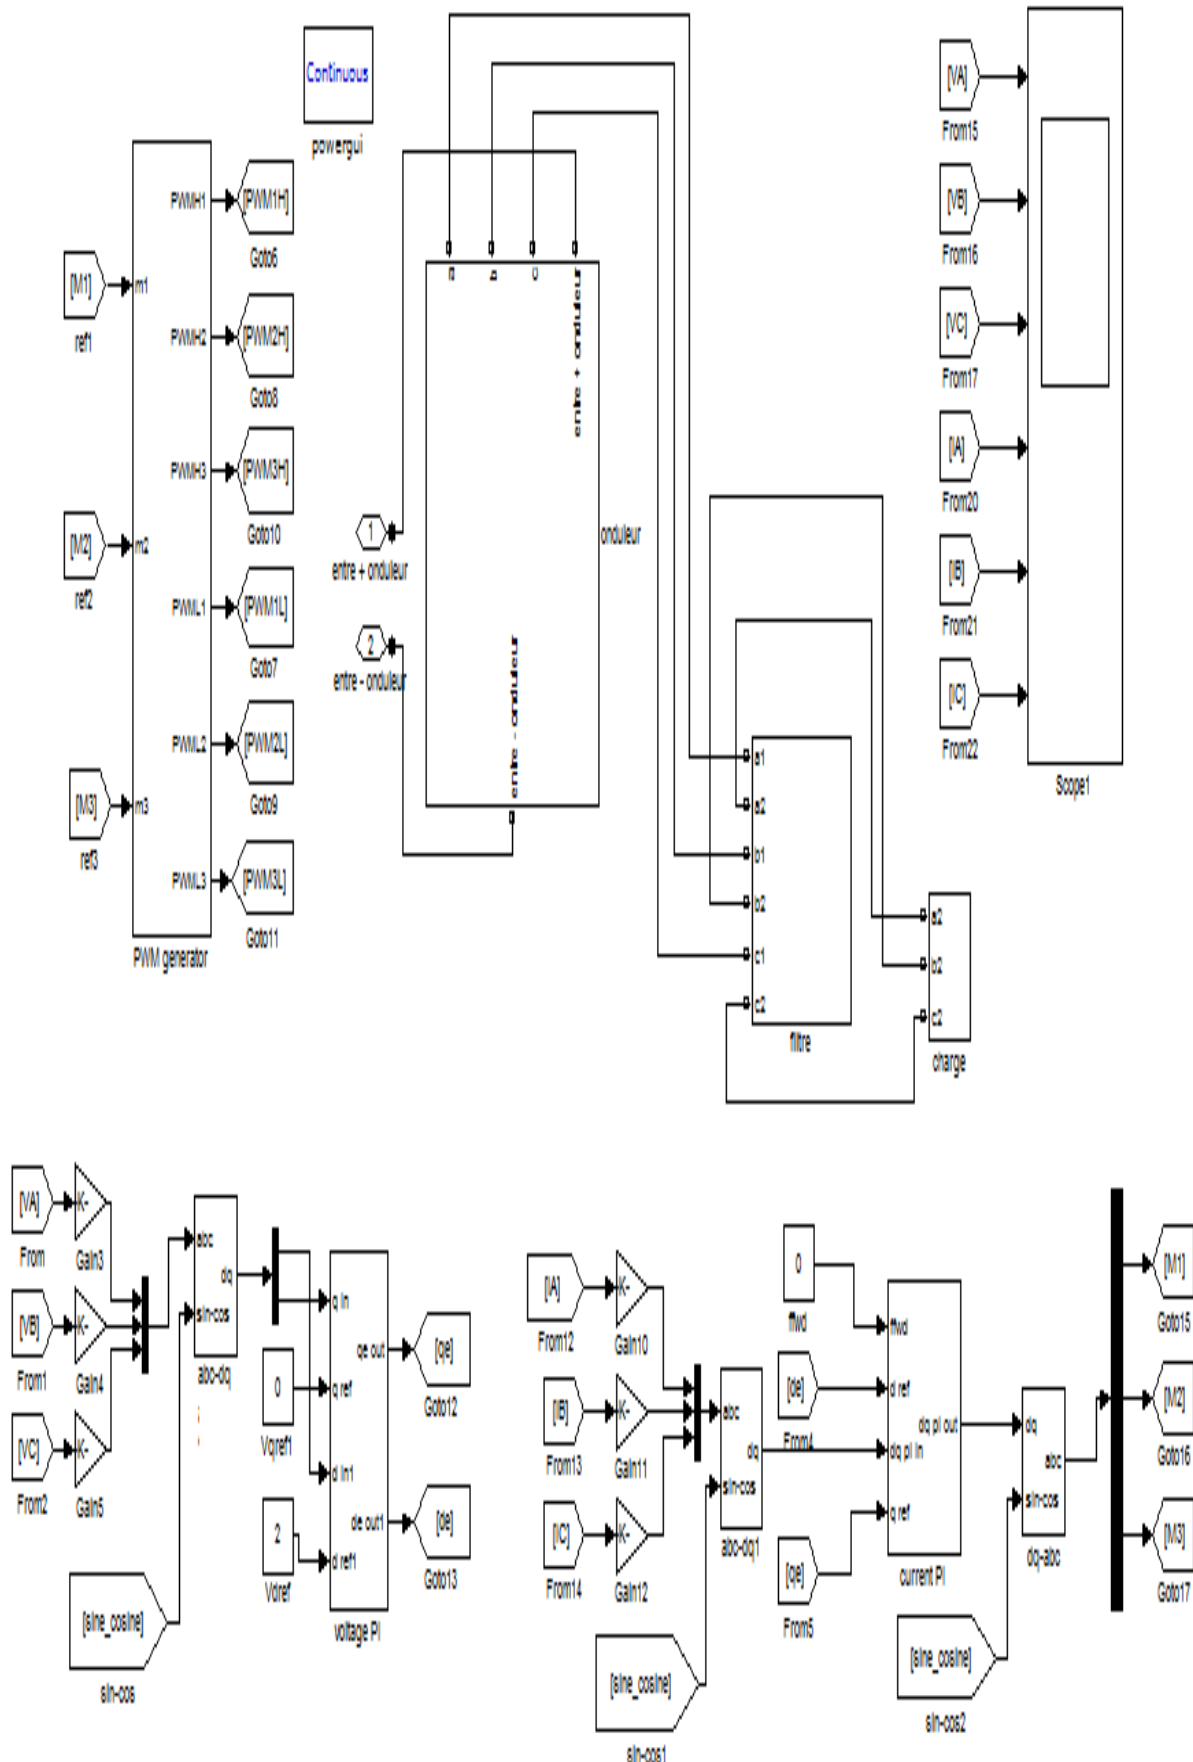 Continuous
powergui
PWM generator
m1
m2
m3
PWMH1
PWMH2
PWMH3
PWML1
PWML2
PWML3
[M1]
ref1
[M2]
ref2
[M3]
ref3
[PWM1H]
Goto6
[PWM2H]
Goto8
[PWM3H]
Goto10
[PWM1L]
Goto7
[PWM2L]
Goto9
[PWM3L]
Goto11
a
b
c
entre + onduleur
entre - onduleur
onduleur
1
entre + onduleur
2
entre - onduleur
a1
a2
b1
b2
c1
c2
filtre
a2
b2
c2
charge
[VA]
From15
[VB]
From16
[VC]
From17
[IA]
From20
[IB]
From21
[IC]
From22
Scope1
[VA]
From
[VB]
From1
[VC]
From2
K-
Gain3
K-
Gain4
K-
Gain5
abc
dq
sin-cos
abc-dq
[sine_cosine]
sin-cos
0
Vqref1
2
Vdref
q in
q ref
d in1
d ref1
qe out
de out1
voltage PI
[qe]
Goto12
[de]
Goto13
[IA]
From12
[IB]
From13
[IC]
From14
K-
Gain10
K-
Gain11
K-
Gain12
abc
dq
sin-cos
abc-dq1
[sine_cosine]
sin-cos1
0
ffwd
[de]
From4
[qe]
From5
ffwd
d ref
dq pi in
q ref
dq pi out
current PI
dq
abc
sin-cos
dq-abc
[sine_cosine]
sin-cos2
[M1]
Goto15
[M2]
Goto16
[M3]
Goto17